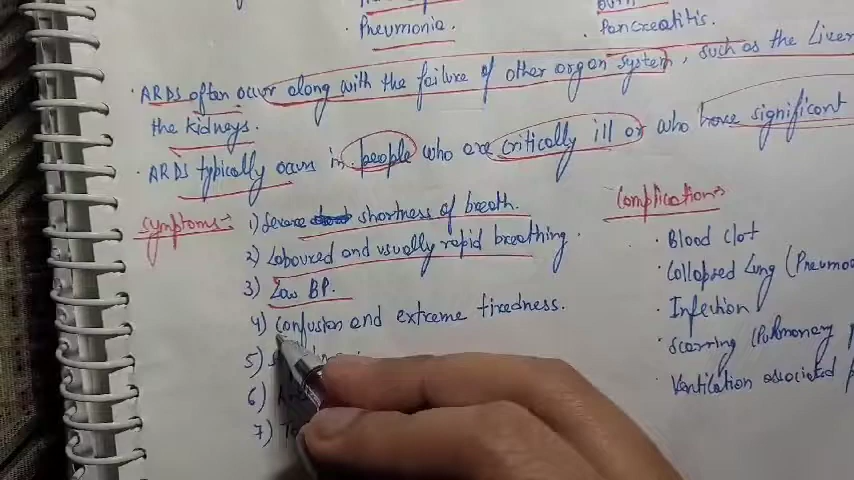 · Pneumonia.
· Pancreatitis.
· ARDS often occur along with the failure of other organ system, such as the Liver
the kidneys.
· ARDS typically occurs in people who are critically ill or who have significant
Symptoms:-
1) Severe shortness of breath.
2) Laboured and usually rapid breathing.
3) Low BP.
4) Confusion and extreme tiredness.
5)
6)
7)
Complication:-
· Blood Clot
· Collapsed Lung (Pneumo
· Infection
· Scarring (Pulmonary
· Ventilation associated